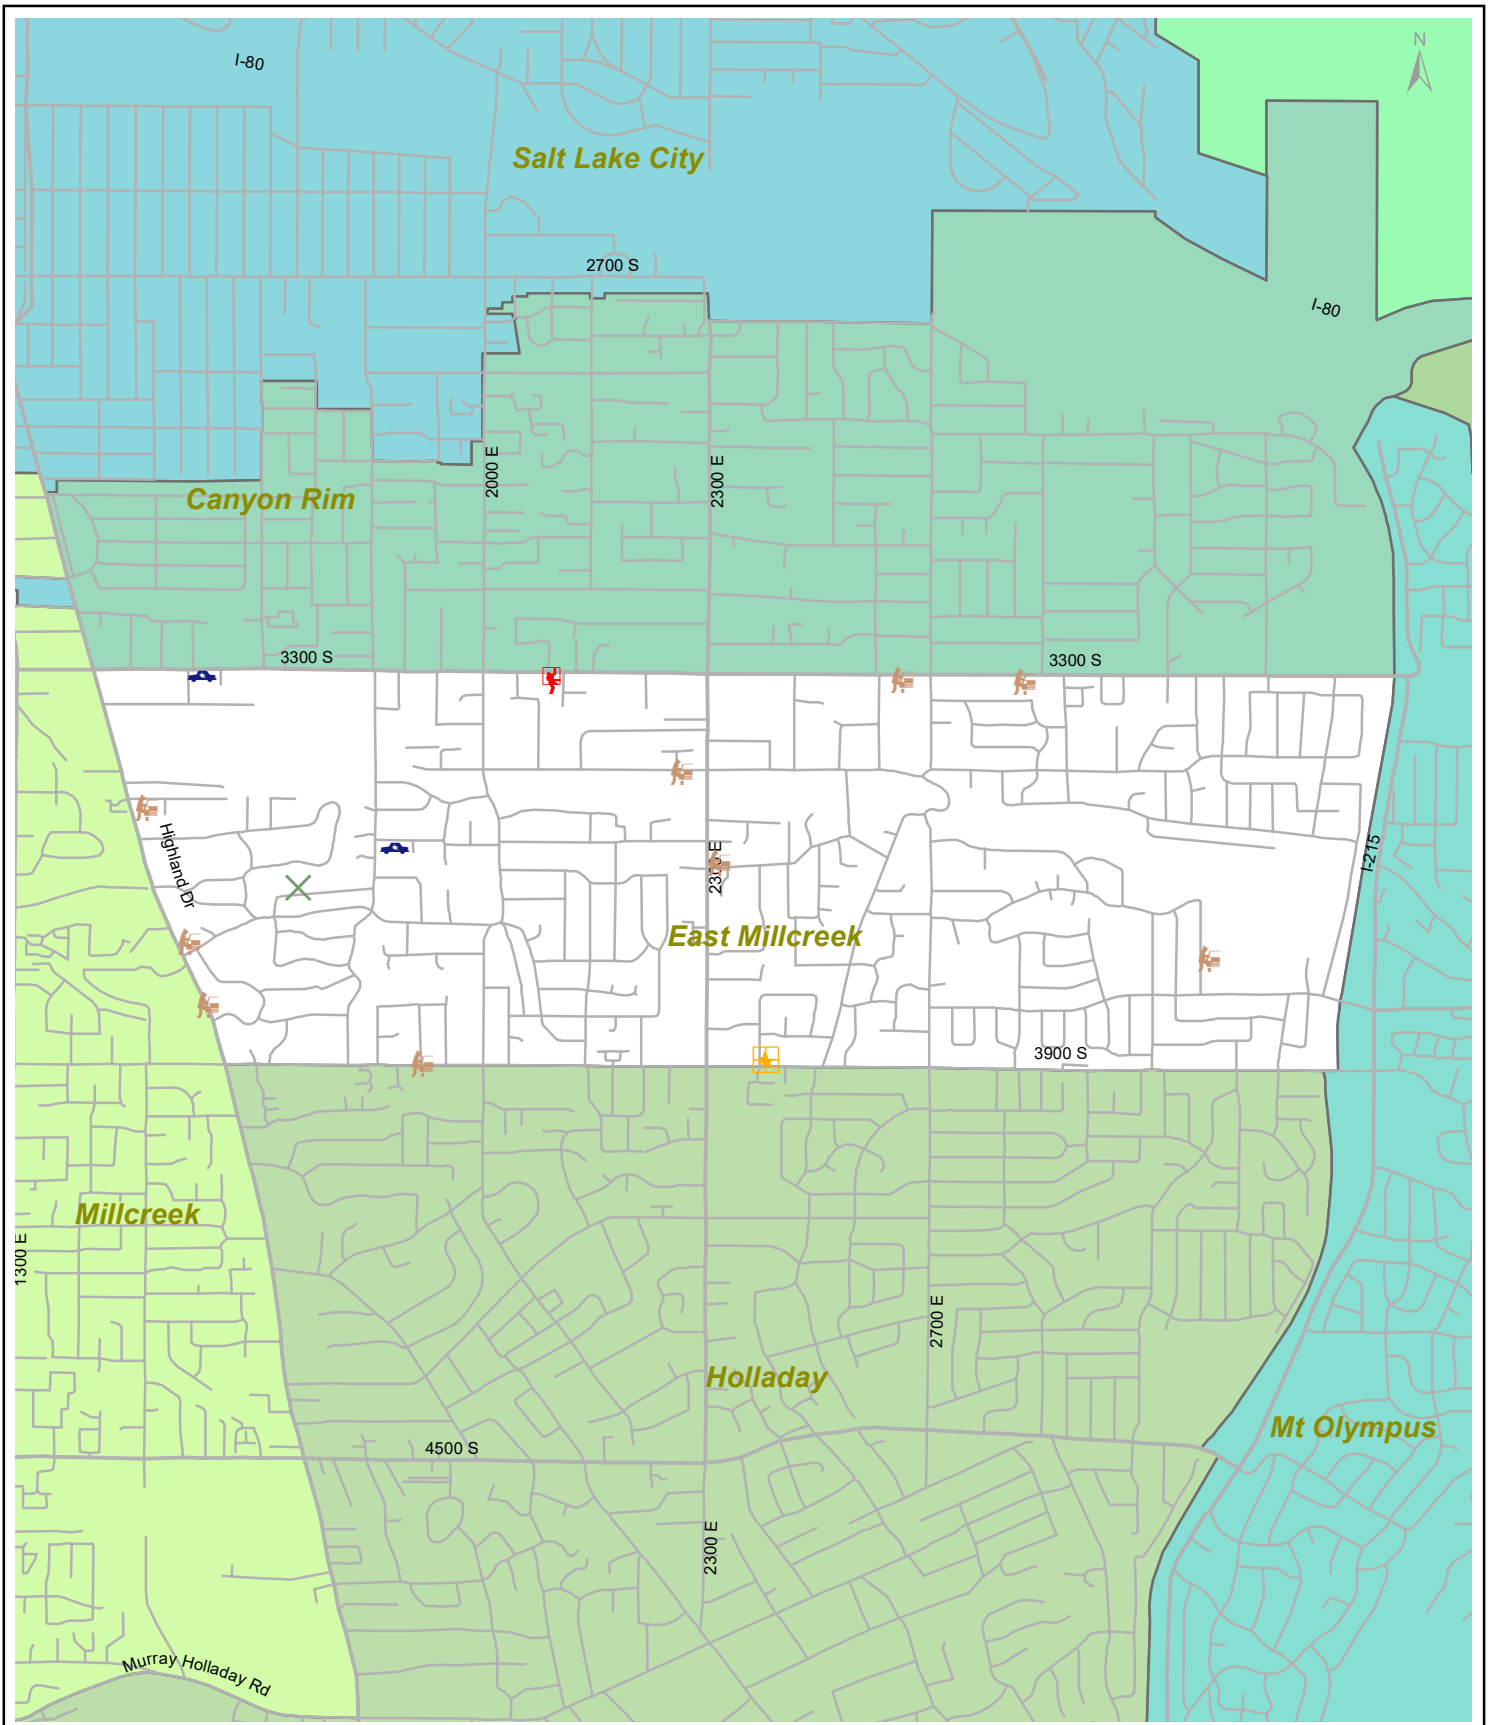 N
I-80
Salt Lake City
2700 S
I-80
2000 E
2300 E
Canyon Rim
3300 S
3300 S
Highland Dr
2300 E
I-215
East Millcreek
3900 S
Millcreek
1300 E
2700 E
Holladay
Mt Olympus
4500 S
2300 E
Murray Holladay Rd